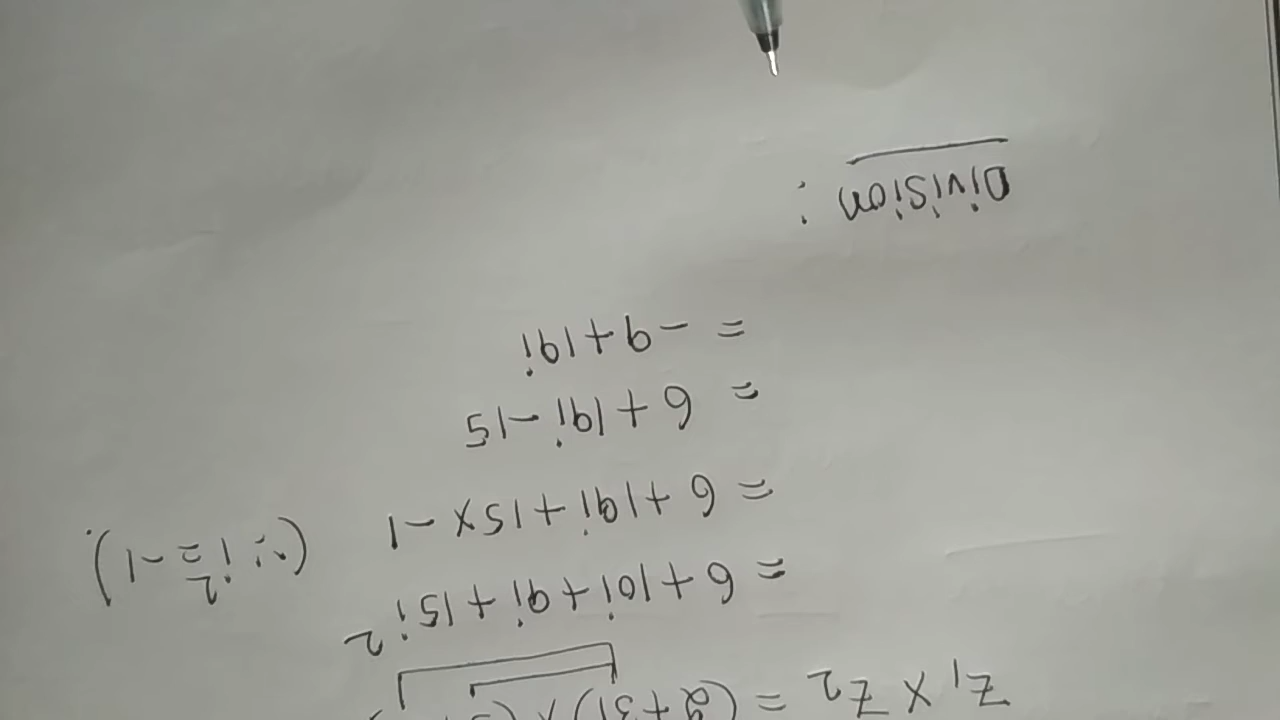 Z1 × Z2 = (2+3i) × (
= 6 + 10i + 9i + 15i²
= 6 + 19i + 15 × -1 (∵ i² = -1).
= 6 + 19i - 15
= -9 + 19i
Division :